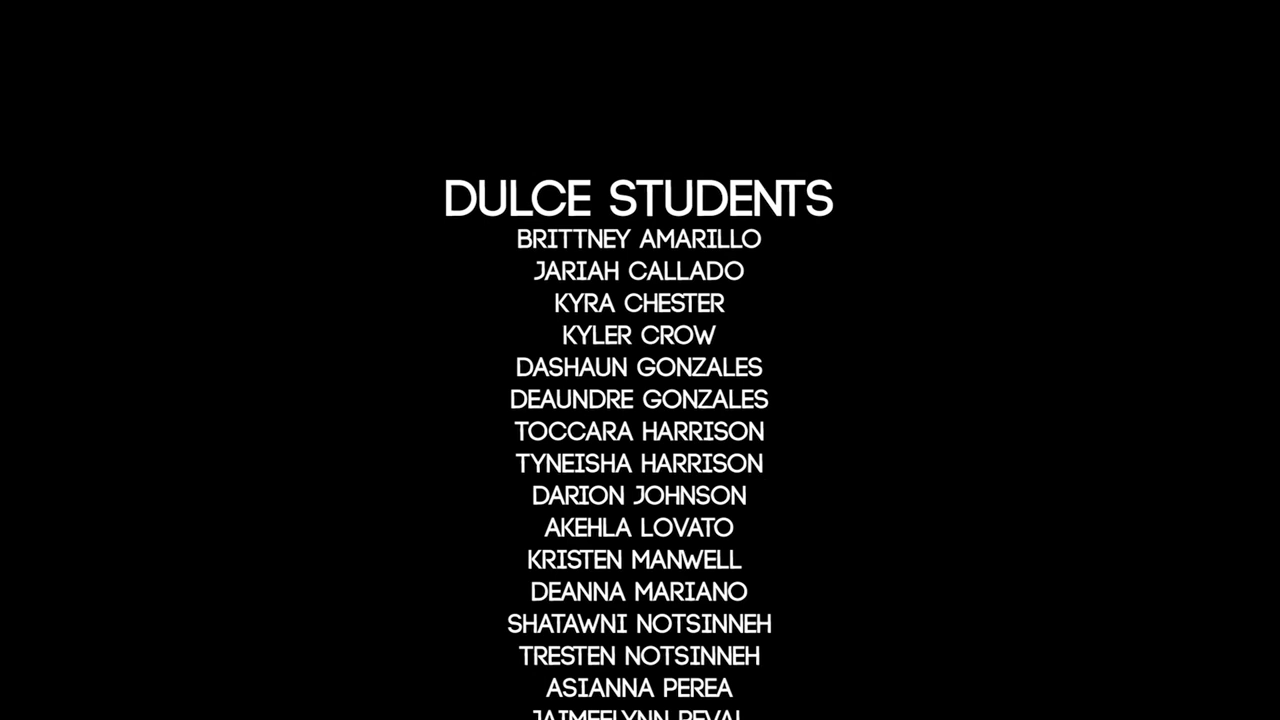 DULCE STUDENTS
BRITTNEY AMARILLO
JARIAH CALLADO
KYRA CHESTER
KYLER CROW
DASHAUN GONZALES
DEAUNDRE GONZALES
TOCCARA HARRISON
TYNEISHA HARRISON
DARION JOHNSON
AKEHLA LOVATO
KRISTEN MANWELL
DEANNA MARIANO
SHATAWNI NOTSINNEH
TRESTEN NOTSINNEH
ASIANNA PEREA